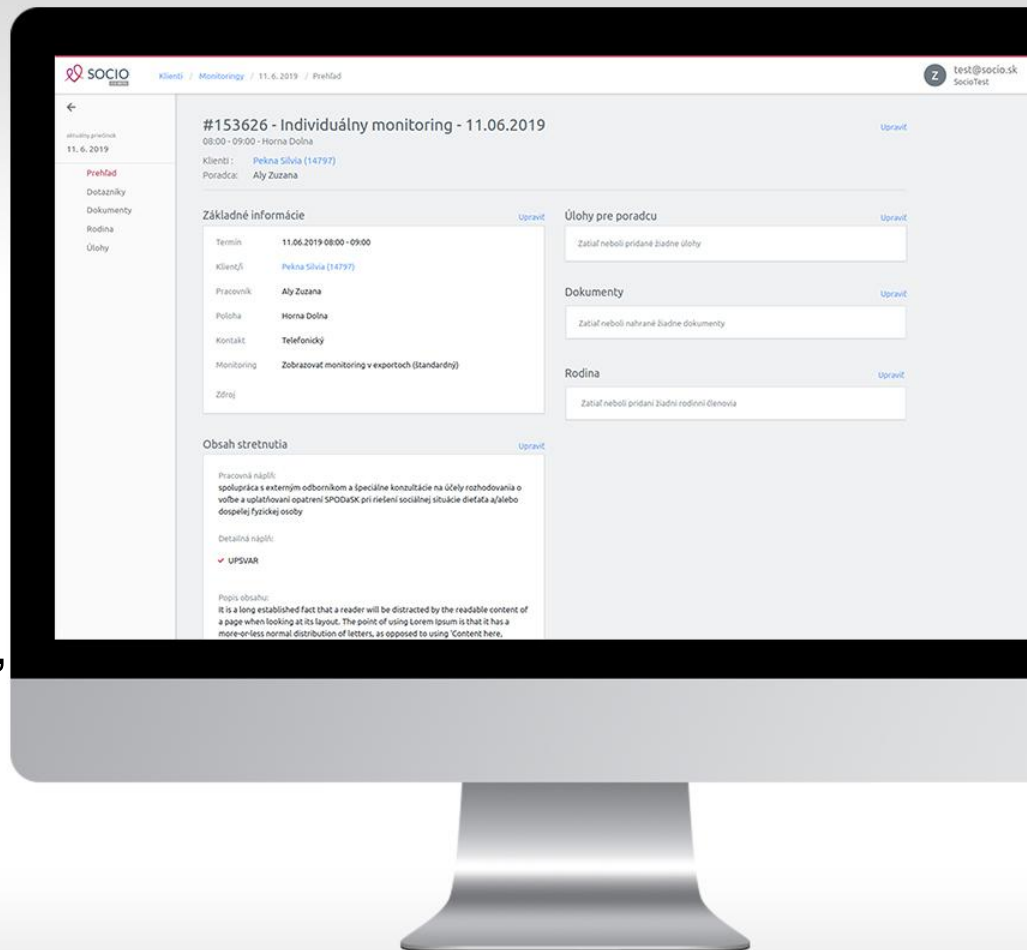 SOCIO
Klienti / Monitoringy / 11. 6. 2019 / Prehľad
Z test@socio.sk
SocioTest
aktuálny priečinok
11. 6. 2019
Prehľad
Dotazníky
Dokumenty
Rodina
Úlohy
#153626 - Individuálny monitoring - 11.06.2019
Upraviť
08:00 - 09:00 - Horna Dolna
Klienti : Pekna Silvia (14797)
Poradca: Aly Zuzana
Základné informácie Upraviť
Termín 11.06.2019 08:00 - 09:00
Klient/i Pekna Silvia (14797)
Pracovník Aly Zuzana
Poloha Horna Dolna
Kontakt Telefonický
Monitoring Zobrazovať monitoring v exportoch (štandardný)
Zdroj
Obsah stretnutia Upraviť
Pracovná náplň:
spolupráca s externým odborníkom a špeciálne konzultácie na účely rozhodovania o
voľbe a uplatňovaní opatrení SPODaSK pri riešení sociálnej situácie dieťaťa a/alebo
dospelej fyzickej osoby
Detailná náplň:
UPSVAR
Popis obsahu:
It is a long established fact that a reader will be distracted by the readable content of
a page when looking at its layout. The point of using Lorem Ipsum is that it has a
more-or-less normal distribution of letters, as opposed to using 'Content here,
Úlohy pre poradcu Upraviť
Zatiaľ neboli pridané žiadne úlohy
Dokumenty Upraviť
Zatiaľ neboli nahrané žiadne dokumenty
Rodina Upraviť
Zatiaľ neboli pridaní žiadni rodinní členovia